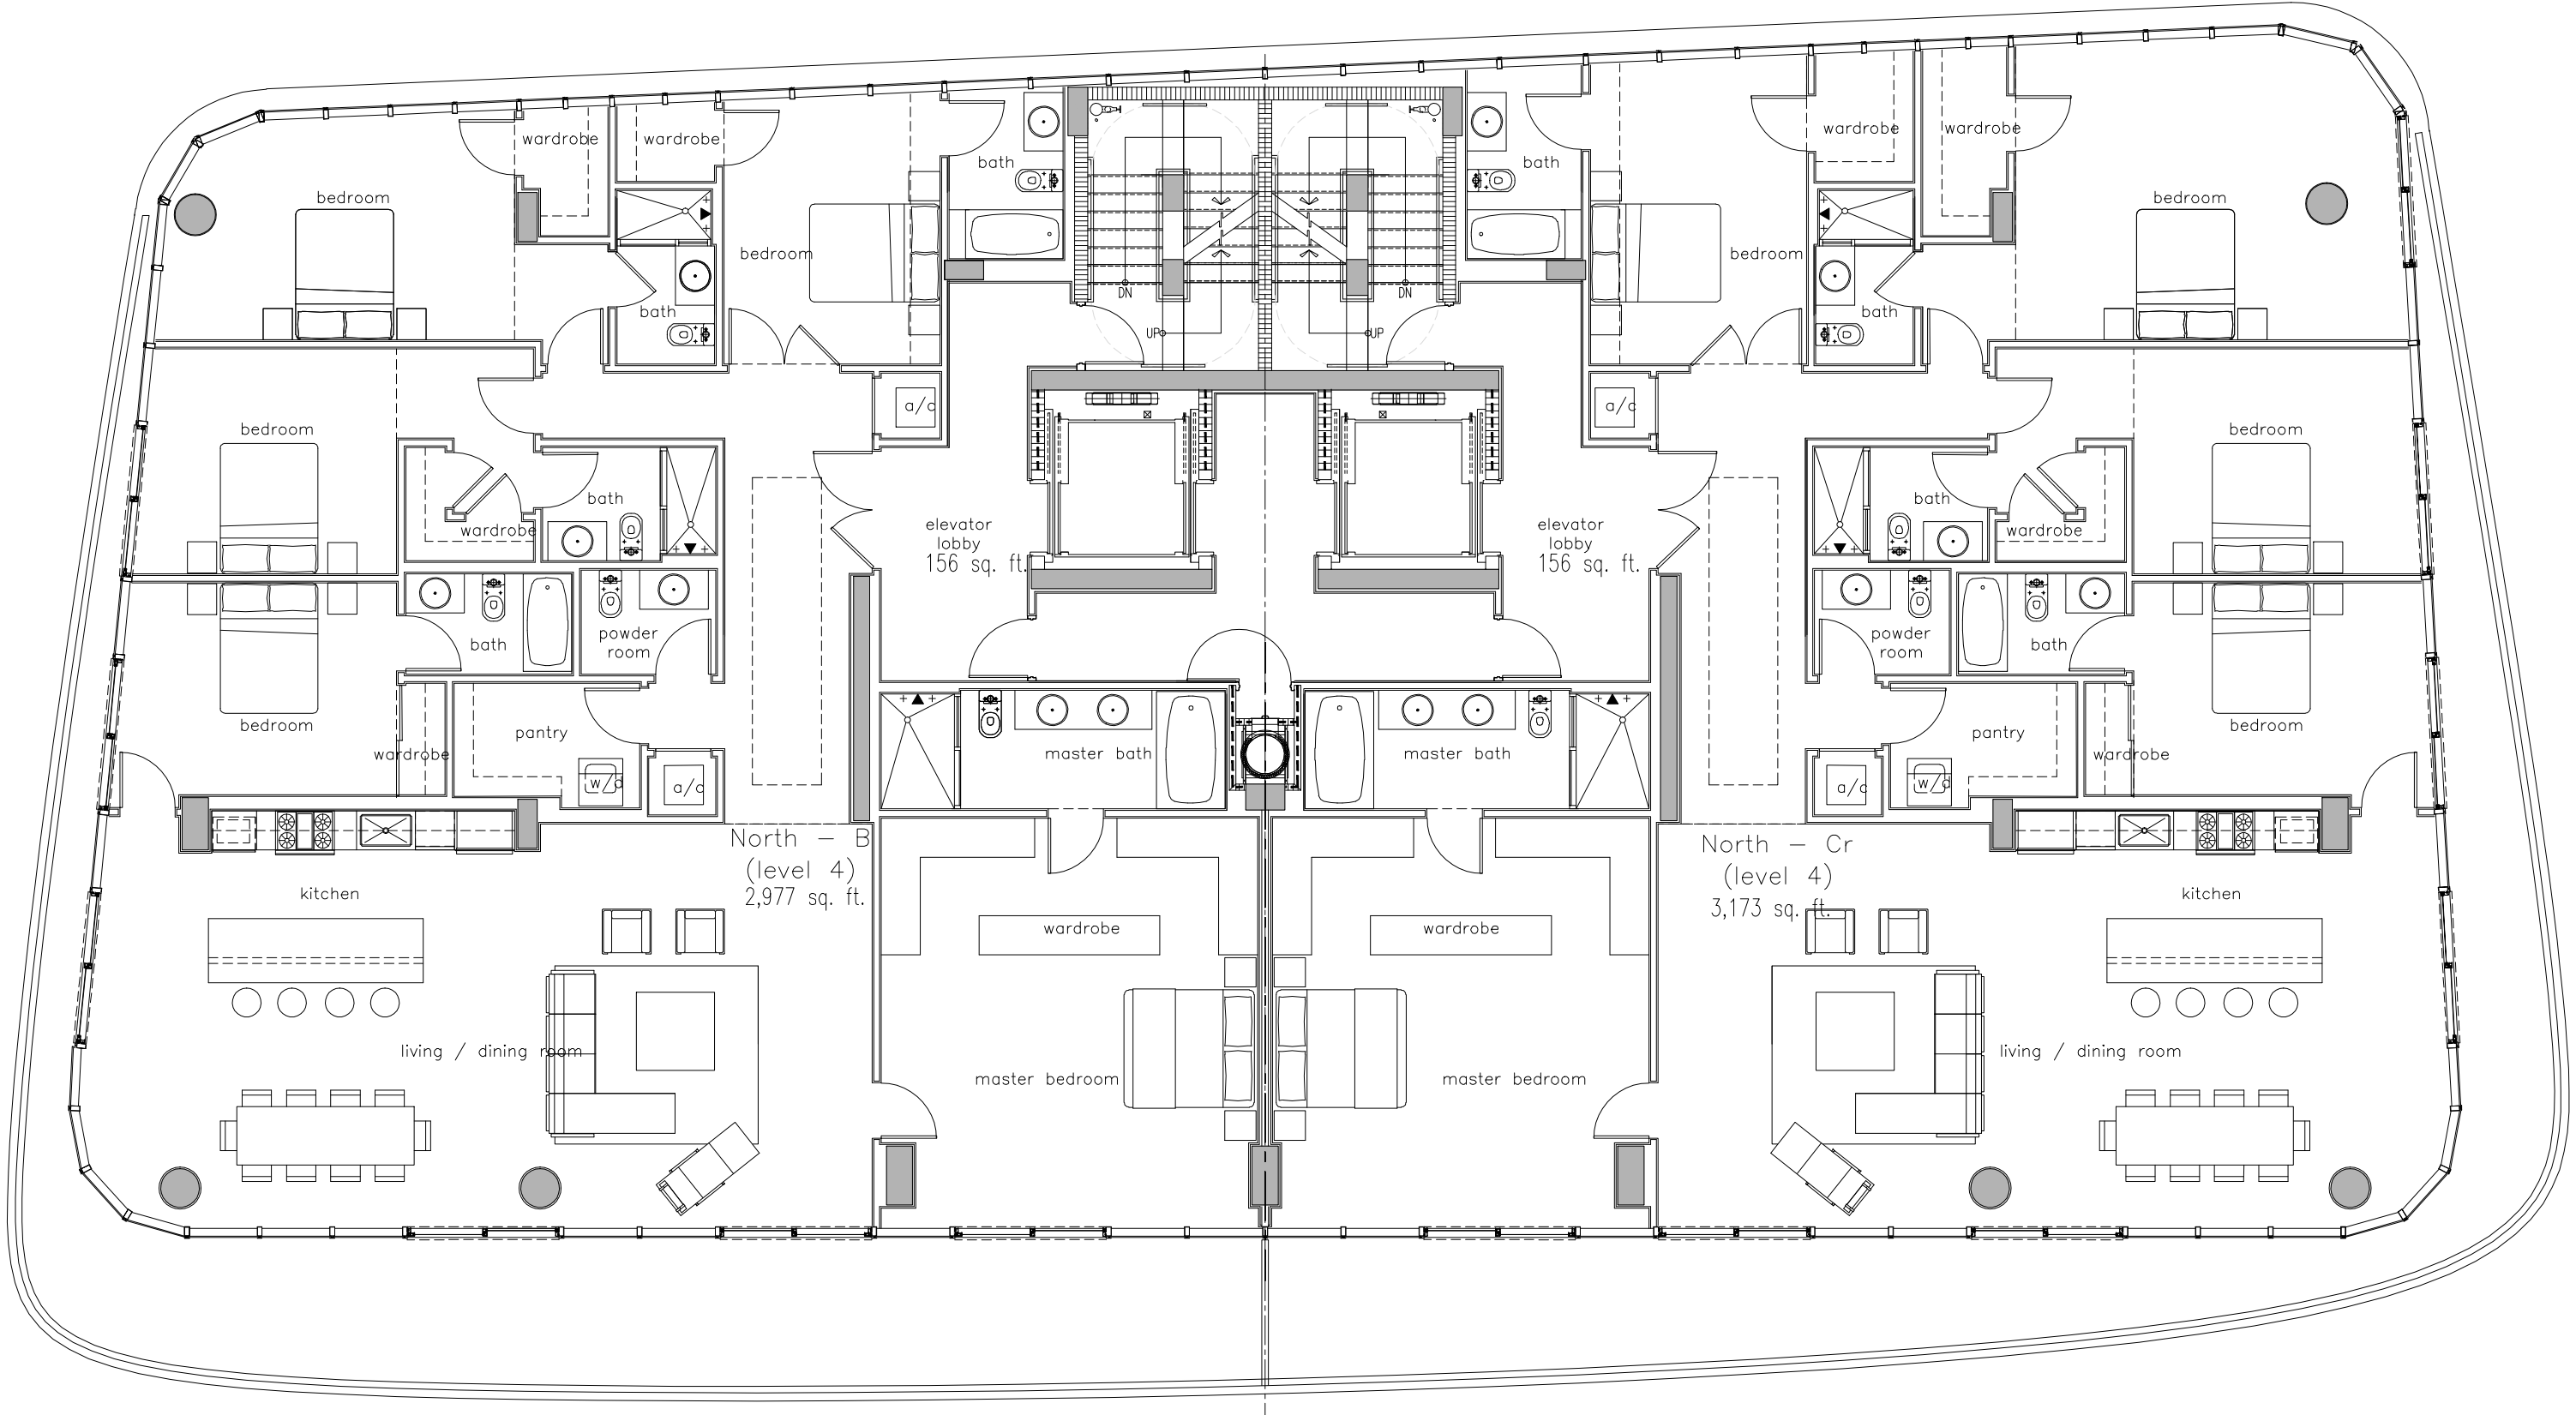 wardrobe
wardrobe
bath
bath
wardrobe
wardrobe
bedroom
bedroom
bedroom
bedroom
DN
DN
bath
bath
UP
UP
a/c
a/c
bedroom
bedroom
bath
bath
wardrobe
wardrobe
elevator
lobby
156 sq. ft.
elevator
lobby
156 sq. ft.
bath
powder
room
powder
room
bath
bedroom
bedroom
pantry
pantry
wardrobe
master bath
master bath
wardrobe
w/d
a/c
a/c
w/d
North - B
(level 4)
2,977 sq. ft.
North - Cr
(level 4)
3,173 sq. ft.
kitchen
kitchen
wardrobe
wardrobe
living / dining room
living / dining room
master bedroom
master bedroom